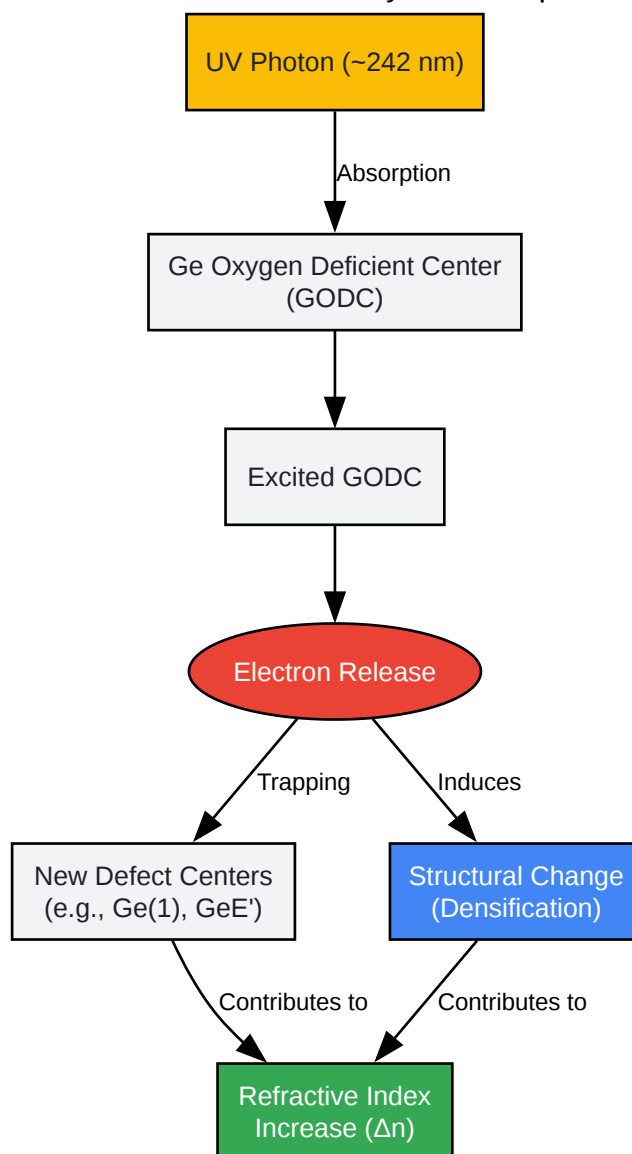 UV Photon (~242 nm)
Absorption
Ge Oxygen Deficient Center
(GODC)
Excited GODC
Electron Release
Trapping
Induces
New Defect Centers
(e.g., Ge(1), GeE')
Structural Change
(Densification)
Contributes to
Contributes to
Refractive Index
Increase (Δn)